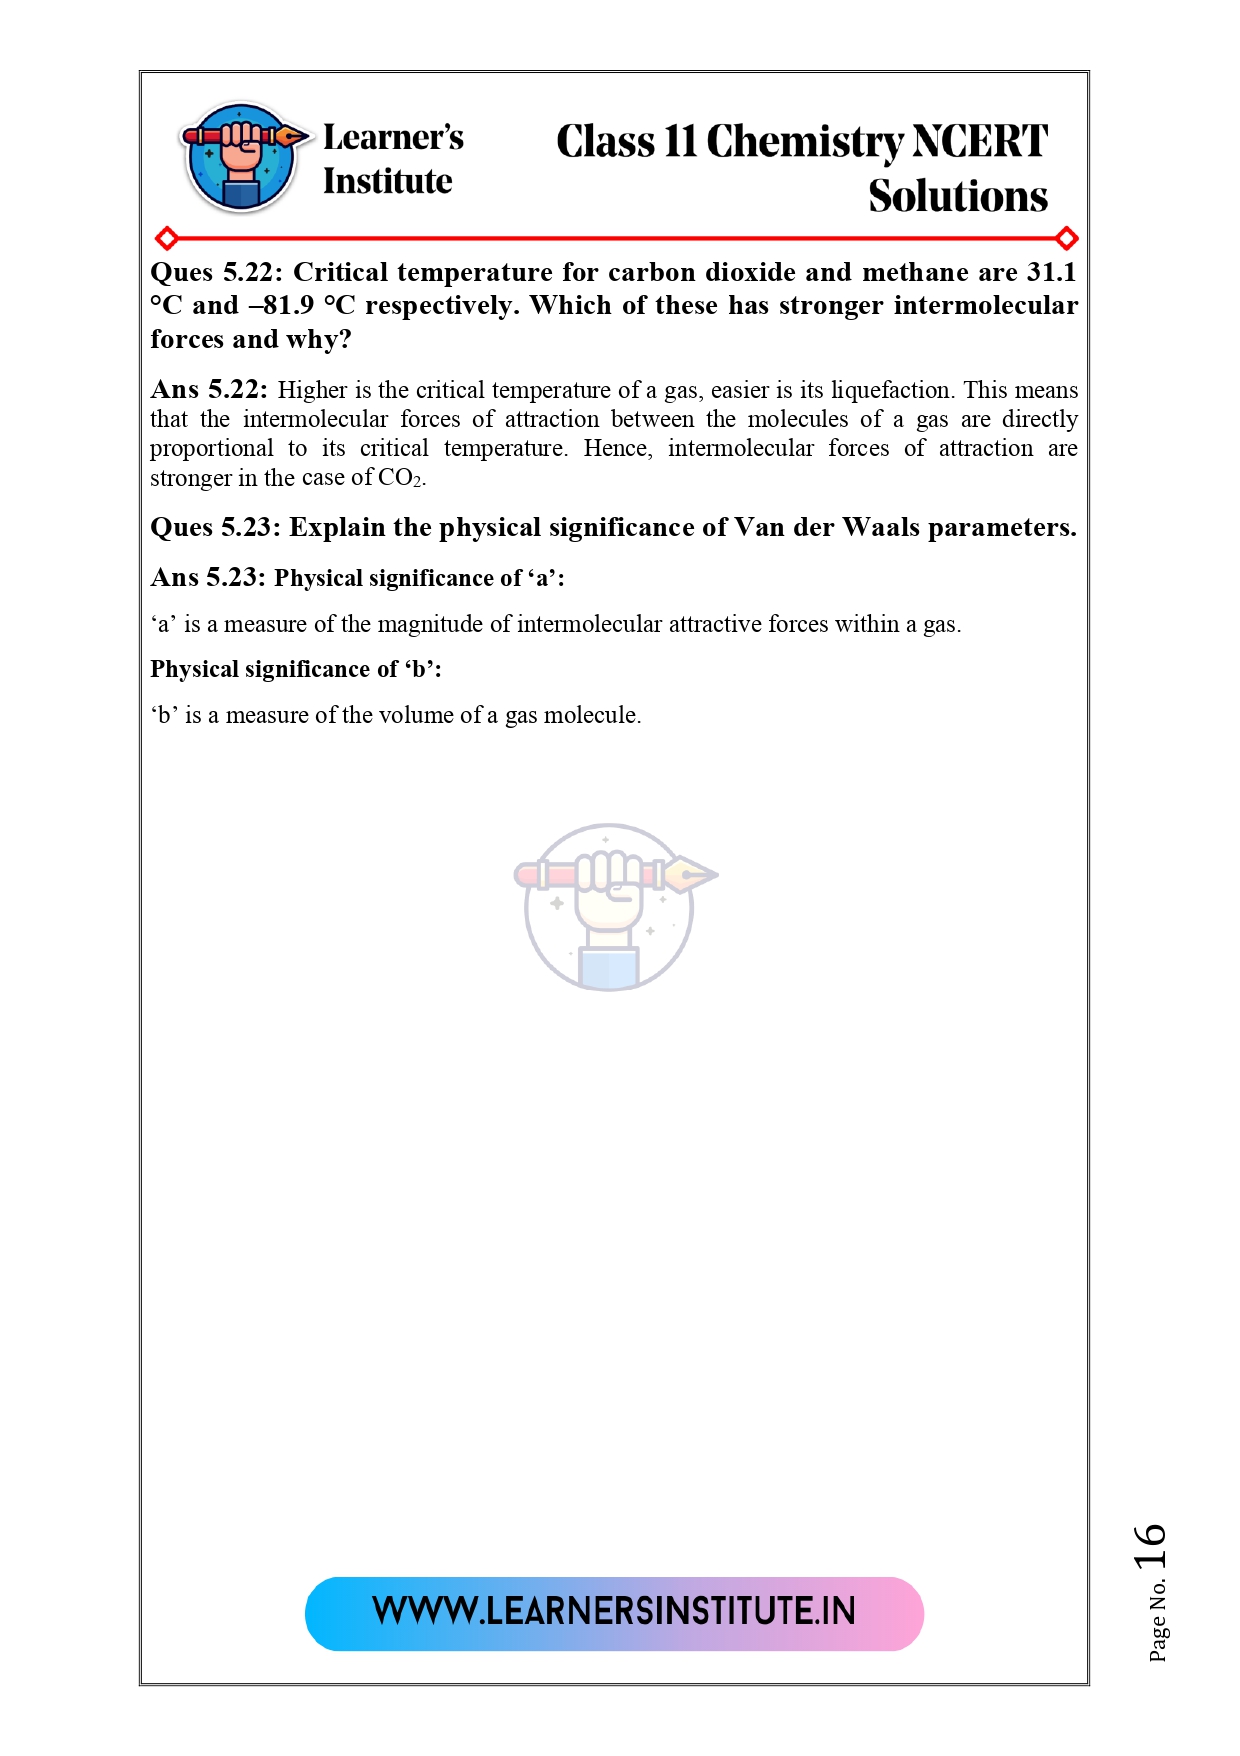 Learner’s
Institute
Class 11 Chemistry NCERT
Solutions
Ques 5.22: Critical temperature for carbon dioxide and methane are 31.1
°C and –81.9 °C respectively. Which of these has stronger intermolecular
forces and why?
Ans 5.22: Higher is the critical temperature of a gas, easier is its liquefaction. This means
that the intermolecular forces of attraction between the molecules of a gas are directly
proportional to its critical temperature. Hence, intermolecular forces of attraction are
stronger in the case of CO₂.
Ques 5.23: Explain the physical significance of Van der Waals parameters.
Ans 5.23: Physical significance of ‘a’:
‘a’ is a measure of the magnitude of intermolecular attractive forces within a gas.
Physical significance of ‘b’:
‘b’ is a measure of the volume of a gas molecule.
WWW.LEARNERSINSTITUTE.IN
Page No. 16